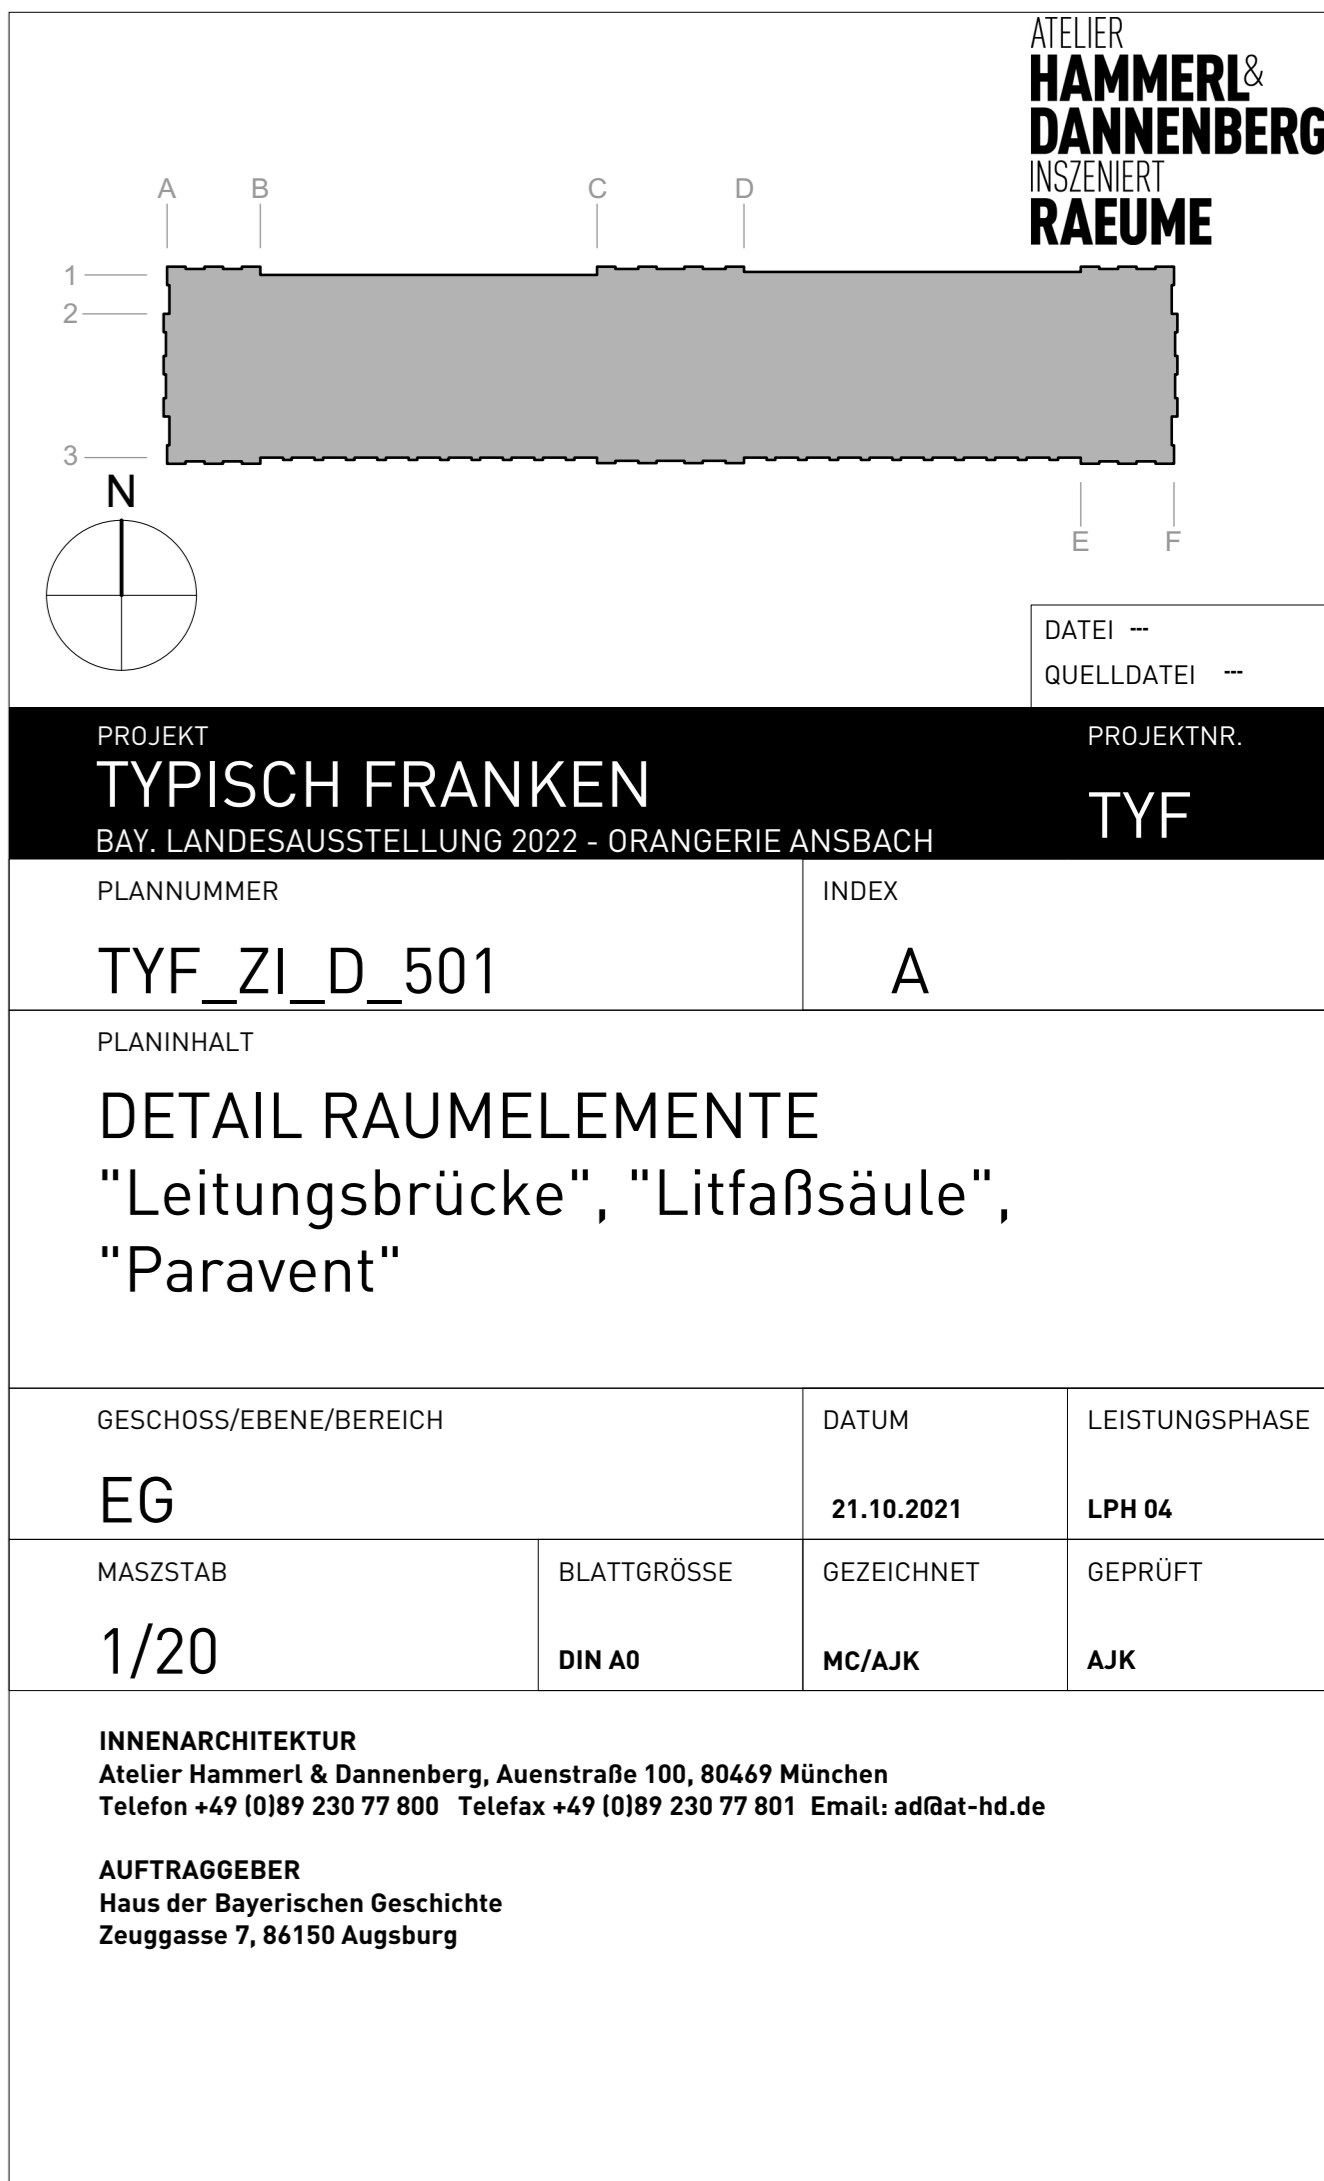 ATELIER
HAMMERL&
DANNENBERG
INSZENIERT
RAEUME
A B C D
1
2
3
N
E F
DATEI ---
QUELLDATEI ---
PROJEKT
TYPISCH FRANKEN
BAY. LANDESAUSSTELLUNG 2022 - ORANGERIE ANSBACH
PROJEKTNR.
TYF
PLANNUMMER
TYF_ZI_D_501
INDEX
A
PLANINHALT
DETAIL RAUMELEMENTE
"Leitungsbrücke", "Litfaßsäule",
"Paravent"
GESCHOSS/EBENE/BEREICH
EG
DATUM
21.10.2021
LEISTUNGSPHASE
LPH 04
MASZSTAB
1/20
BLATTGRÖSSE
DIN A0
GEZEICHNET
MC/AJK
GEPRÜFT
AJK
INNENARCHITEKTUR
Atelier Hammerl & Dannenberg, Auenstraße 100, 80469 München
Telefon +49 (0)89 230 77 800 Telefax +49 (0)89 230 77 801 Email: ad@at-hd.de
AUFTRAGGEBER
Haus der Bayerischen Geschichte
Zeuggasse 7, 86150 Augsburg